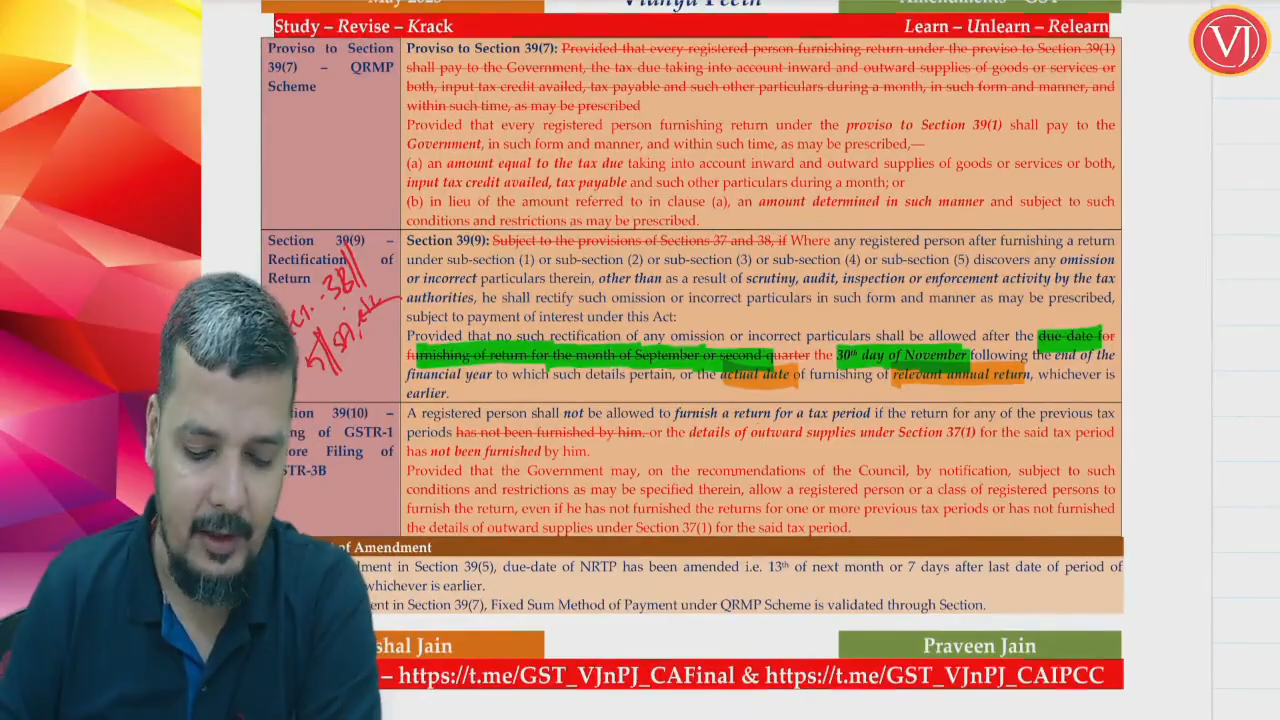 May 2023
Vidhya Peeth
Amendments – GST
Study – Revise – Krack
Learn – Unlearn – Relearn
VJ
Proviso to Section
39(7) – QRMP
Scheme
Proviso to Section 39(7): Provided that every registered person furnishing return under the proviso to Section 39(1)
shall pay to the Government, the tax due taking into account inward and outward supplies of goods or services or
both, input tax credit availed, tax payable and such other particulars during a month, in such form and manner, and
within such time, as may be prescribed
Provided that every registered person furnishing return under the proviso to Section 39(1) shall pay to the
Government, in such form and manner, and within such time, as may be prescribed,—
(a) an amount equal to the tax due taking into account inward and outward supplies of goods or services or both,
input tax credit availed, tax payable and such other particulars during a month; or
(b) in lieu of the amount referred to in clause (a), an amount determined in such manner and subject to such
conditions and restrictions as may be prescribed.
Section 39(9) –
Rectification of
Return
3B
Section 39(9): Subject to the provisions of Sections 37 and 38, if Where any registered person after furnishing a return
under sub-section (1) or sub-section (2) or sub-section (3) or sub-section (4) or sub-section (5) discovers any omission
or incorrect particulars therein, other than as a result of scrutiny, audit, inspection or enforcement activity by the tax
authorities, he shall rectify such omission or incorrect particulars in such form and manner as may be prescribed,
subject to payment of interest under this Act:
Provided that no such rectification of any omission or incorrect particulars shall be allowed after the due date for
furnishing of return for the month of September or second quarter the 30th day of November following the end of the
financial year to which such details pertain, or the actual date of furnishing of relevant annual return, whichever is
earlier.
tion 39(10) –
ng of GSTR-1
ore Filing of
STR-3B
A registered person shall not be allowed to furnish a return for a tax period if the return for any of the previous tax
periods has not been furnished by him. or the details of outward supplies under Section 37(1) for the said tax period
has not been furnished by him.
Provided that the Government may, on the recommendations of the Council, by notification, subject to such
conditions and restrictions as may be specified therein, allow a registered person or a class of registered persons to
furnish the return, even if he has not furnished the returns for one or more previous tax periods or has not furnished
the details of outward supplies under Section 37(1) for the said tax period.
of Amendment
dment in Section 39(5), due-date of NRTP has been amended i.e. 13th of next month or 7 days after last date of period of
whichever is earlier.
ent in Section 39(7), Fixed Sum Method of Payment under QRMP Scheme is validated through Section.
shal Jain
Praveen Jain
– https://t.me/GST_VJnPJ_CAFinal & https://t.me/GST_VJnPJ_CAIPCC